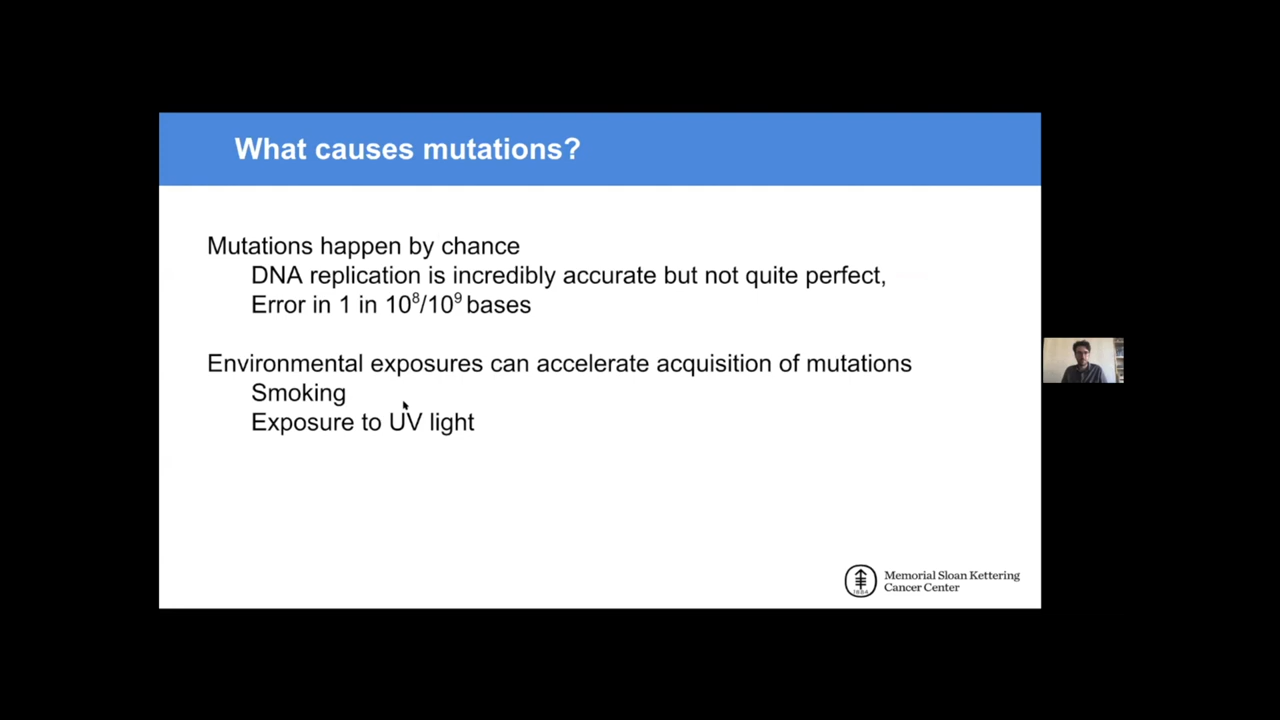 What causes mutations?
Mutations happen by chance
DNA replication is incredibly accurate but not quite perfect,
Error in 1 in 10⁸/10⁹ bases
Environmental exposures can accelerate acquisition of mutations
Smoking
Exposure to UV light
Memorial Sloan Kettering
Cancer Center
1884